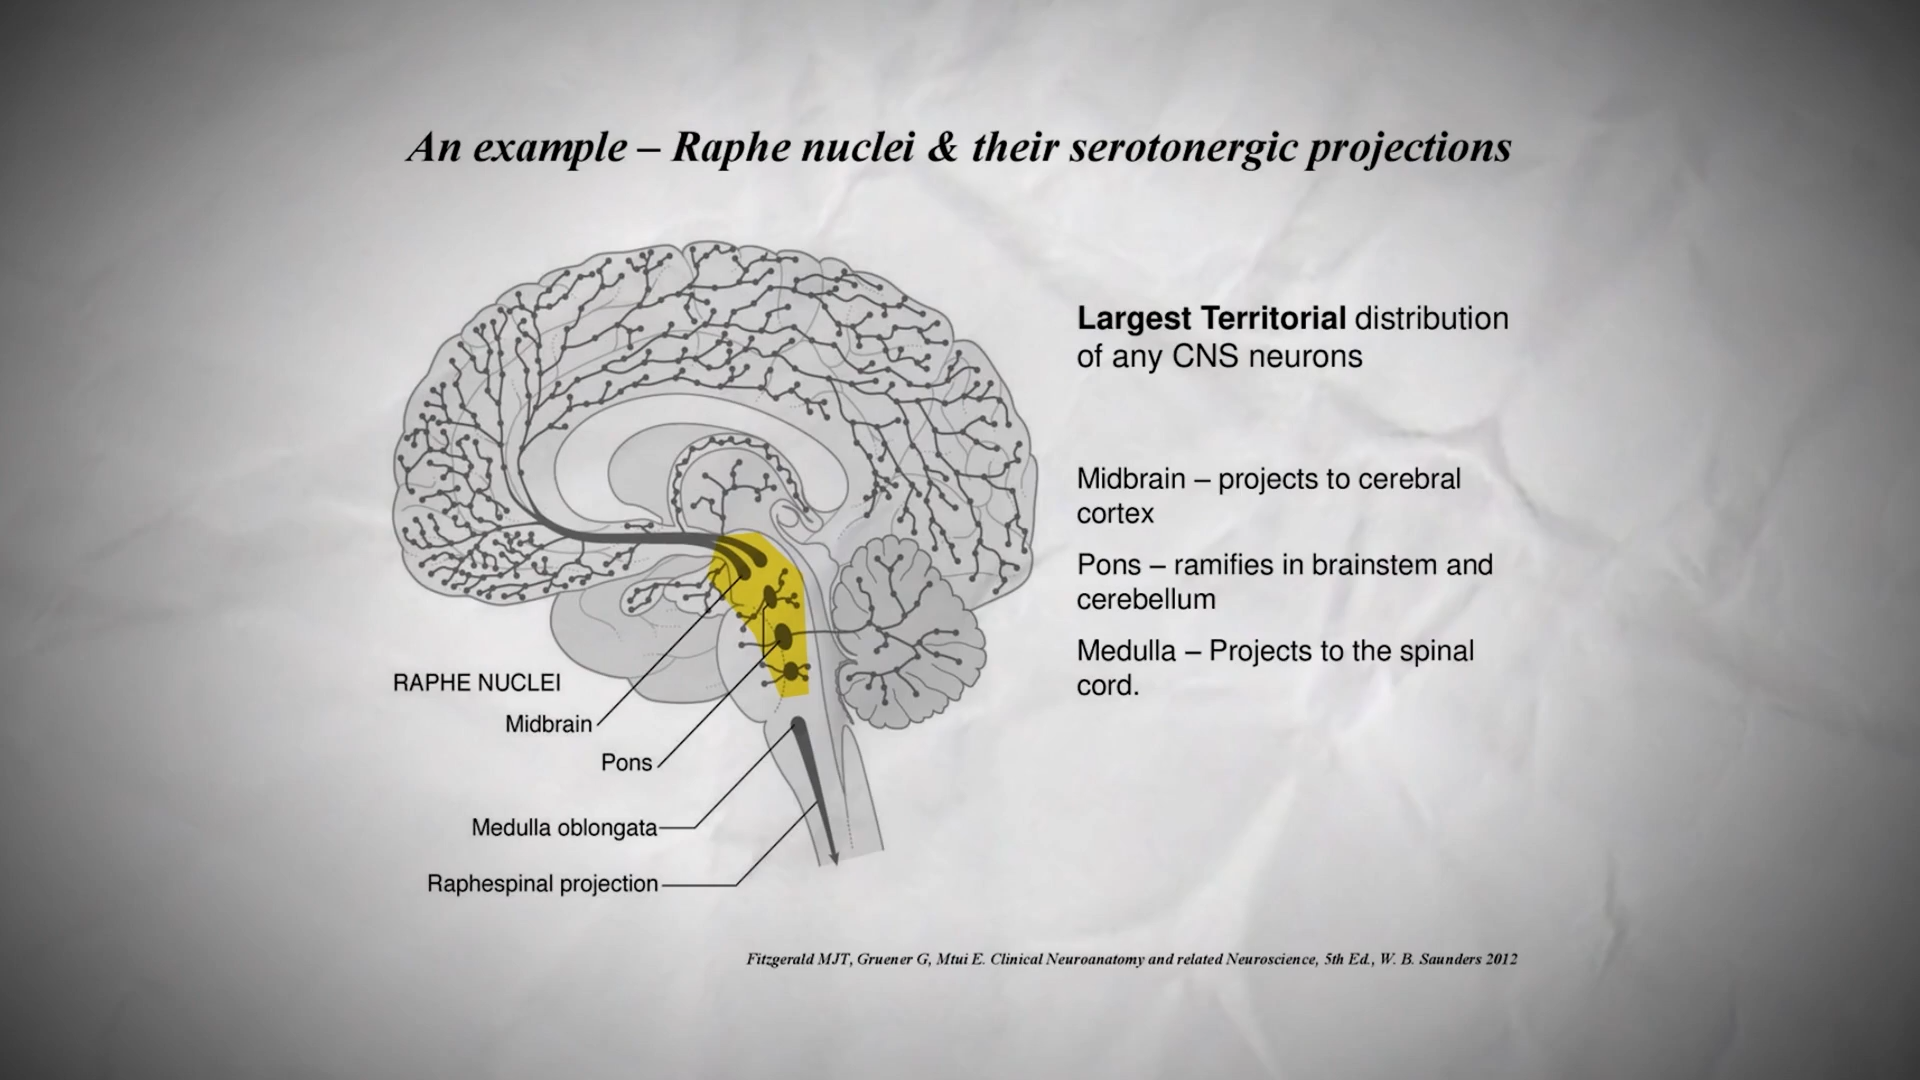 An example – Raphe nuclei & their serotonergic projections
Largest Territorial distribution
of any CNS neurons
Midbrain – projects to cerebral
cortex
Pons – ramifies in brainstem and
cerebellum
Medulla – Projects to the spinal
cord.
RAPHE NUCLEI
Midbrain
Pons
Medulla oblongata
Raphespinal projection
Fitzgerald MJT, Gruener G, Mtui E. Clinical Neuroanatomy and related Neuroscience, 5th Ed., W. B. Saunders 2012